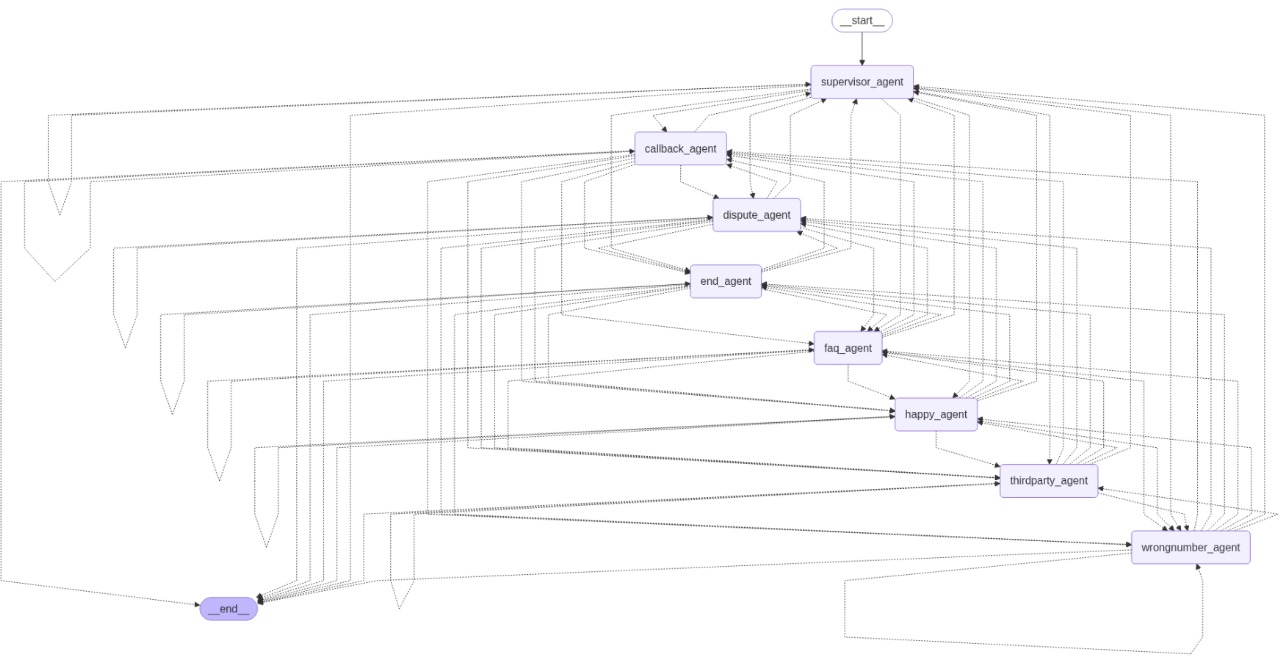 __start__
supervisor_agent
callback_agent
dispute_agent
end_agent
faq_agent
happy_agent
thirdparty_agent
wrongnumber_agent
__end__